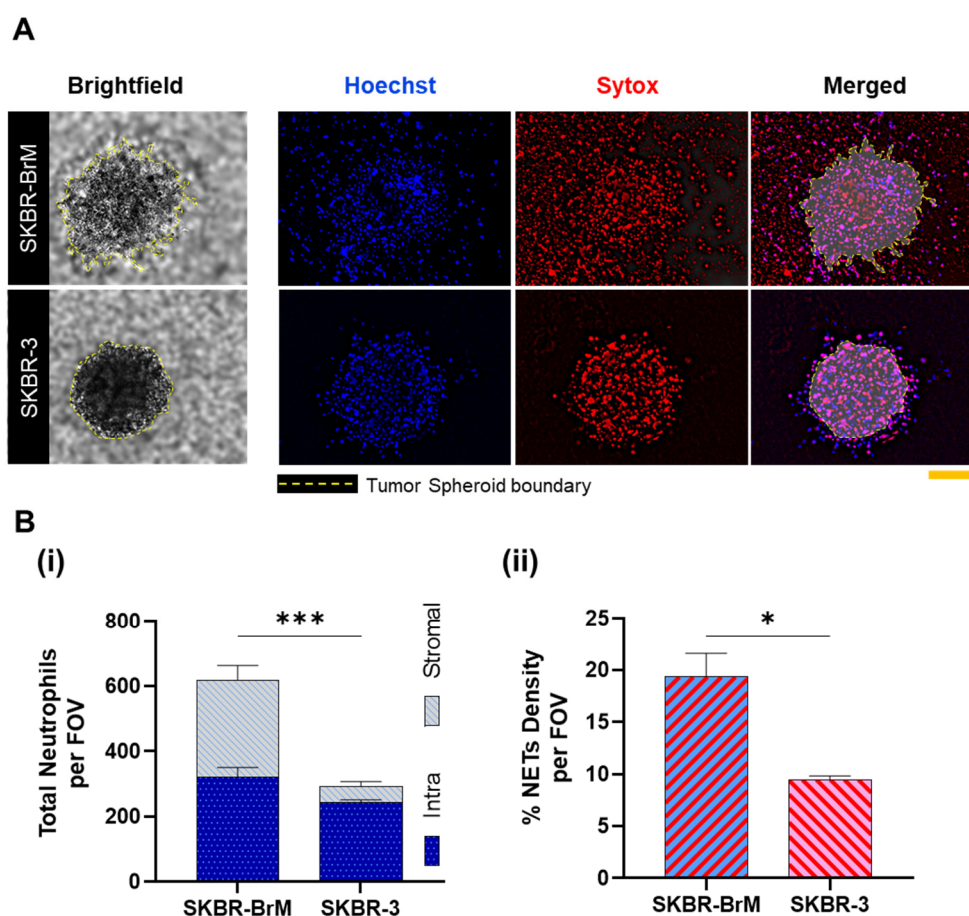 A
Brightfield
Hoechst
Sytox
Merged
SKBR-BrM
SKBR-3
Tumor Spheroid boundary
B
(i)
(ii)
Total Neutrophils
per FOV
800
600
400
200
0
***
SKBR-BrM
SKBR-3
Stromal
Intra
% NETs Density
per FOV
25
20
15
10
5
0
*
SKBR-BrM
SKBR-3